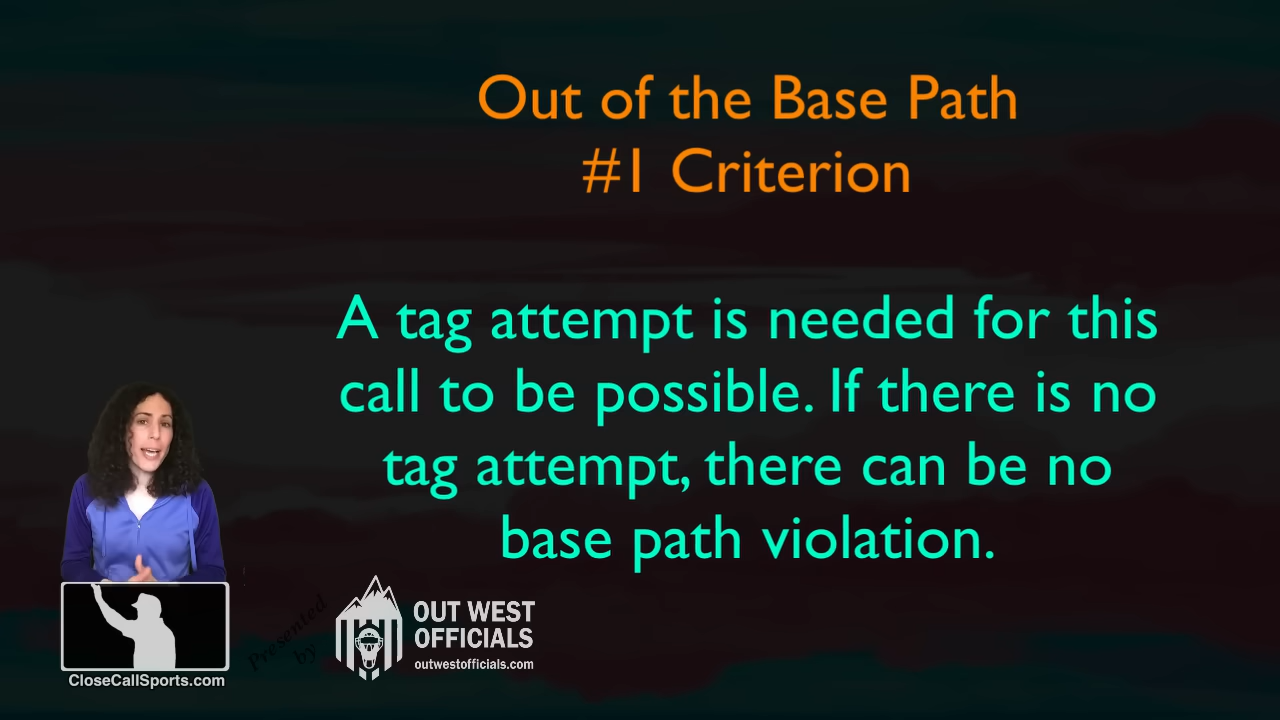 Out of the Base Path
#1 Criterion
A tag attempt is needed for this
call to be possible. If there is no
tag attempt, there can be no
base path violation.
Presented
by
OUT WEST
OFFICIALS
outwestofficials.com
CloseCallSports.com